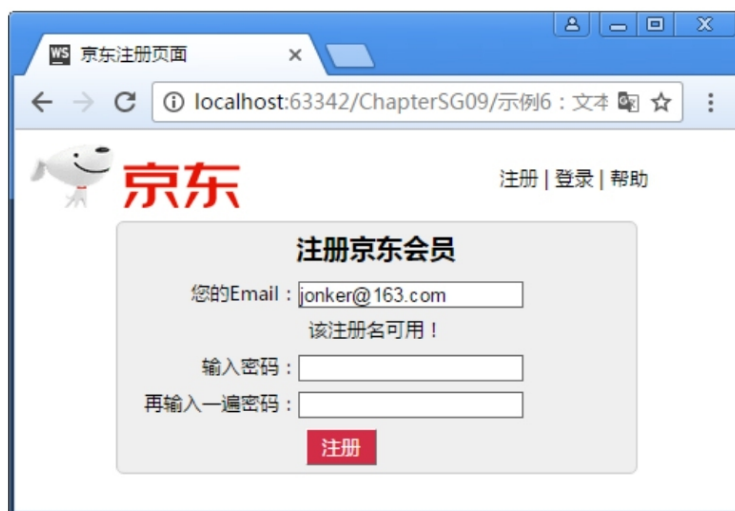 WS 京东注册页面
localhost:63342/ChapterSG09/示例6：文本
京东
注册 | 登录 | 帮助
注册京东会员
您的Email：jonker@163.com
该注册名可用！
输入密码：
再输入一遍密码：
注册